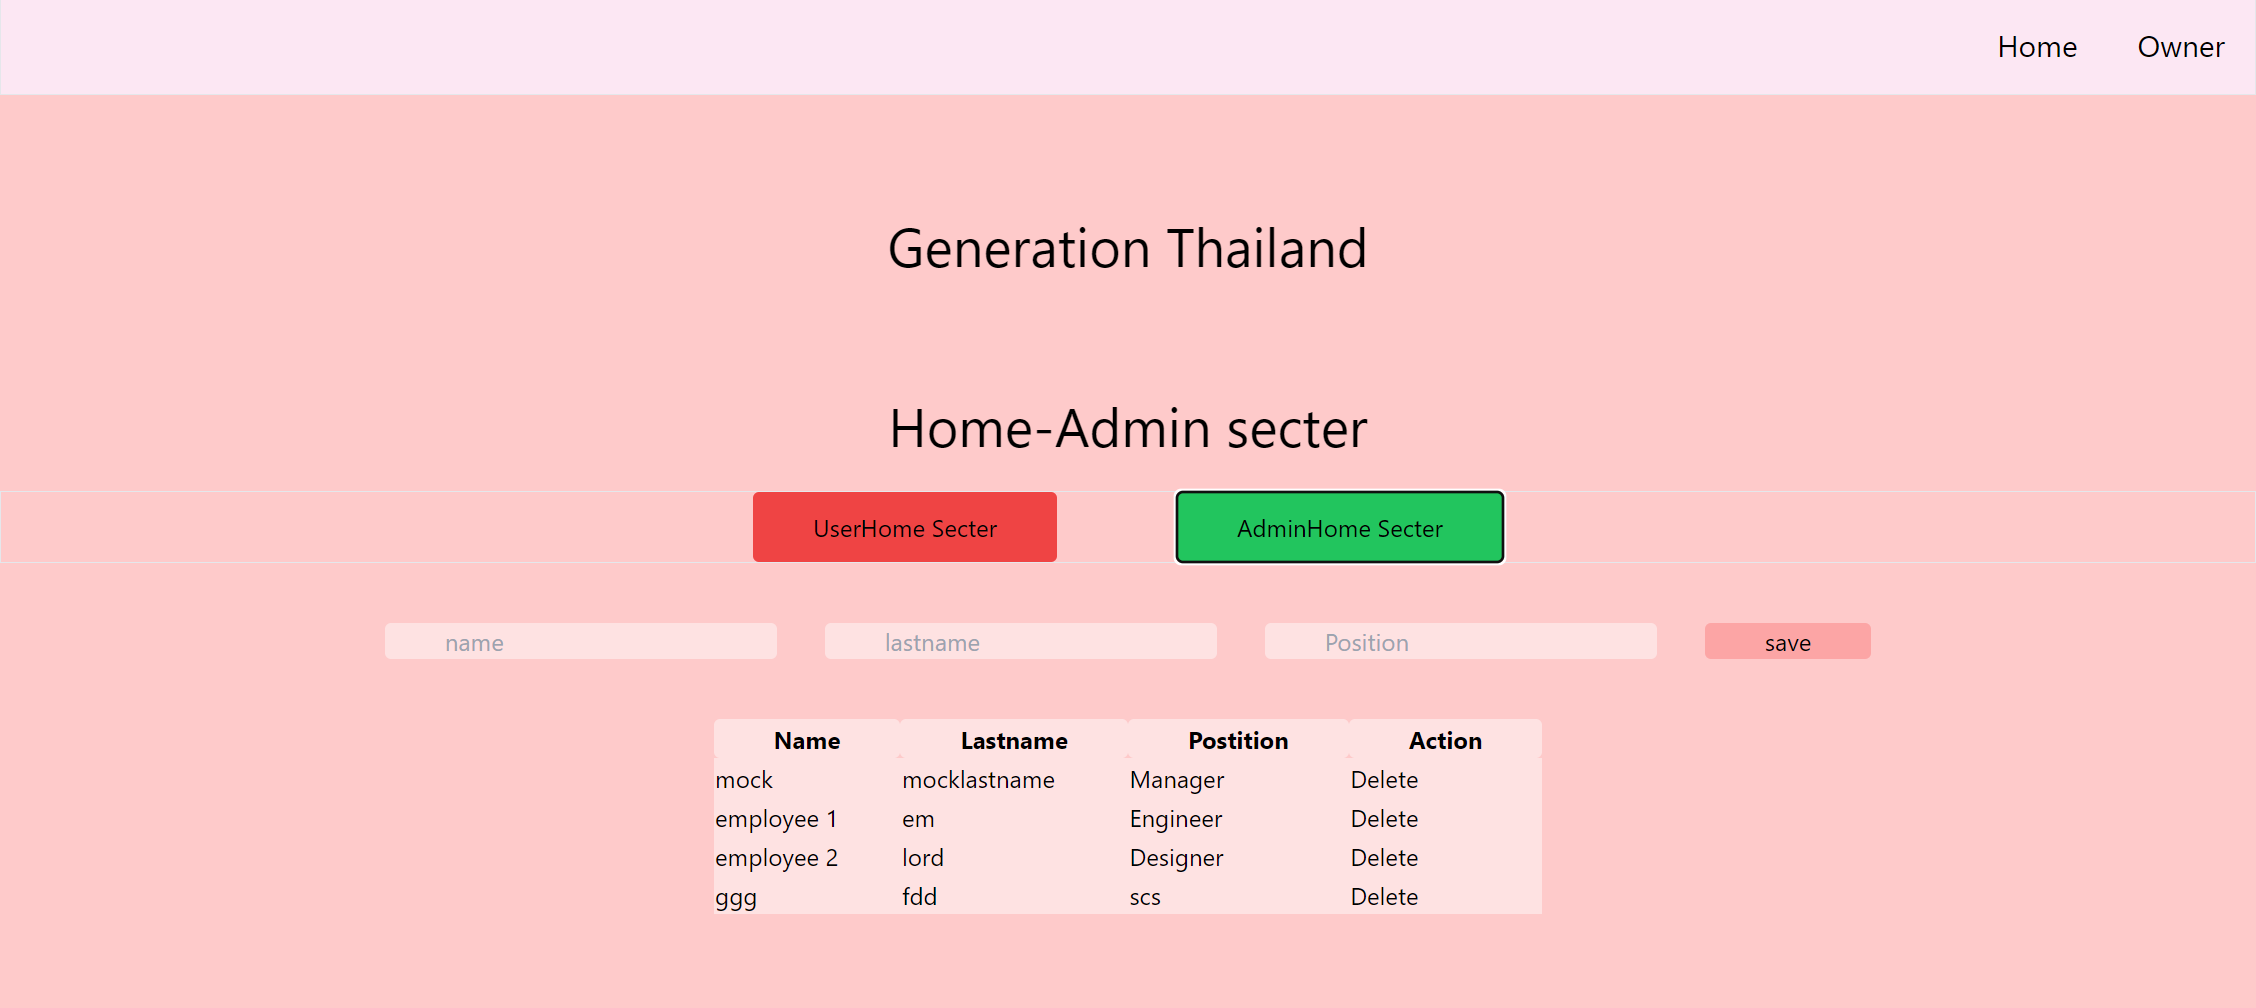 Home Owner
Generation Thailand
Home-Admin secter
UserHome Secter AdminHome Secter
name lastname Position save
Name Lastname Postition Action
mock mocklastname Manager Delete
employee 1 em Engineer Delete
employee 2 lord Designer Delete
ggg fdd scs Delete